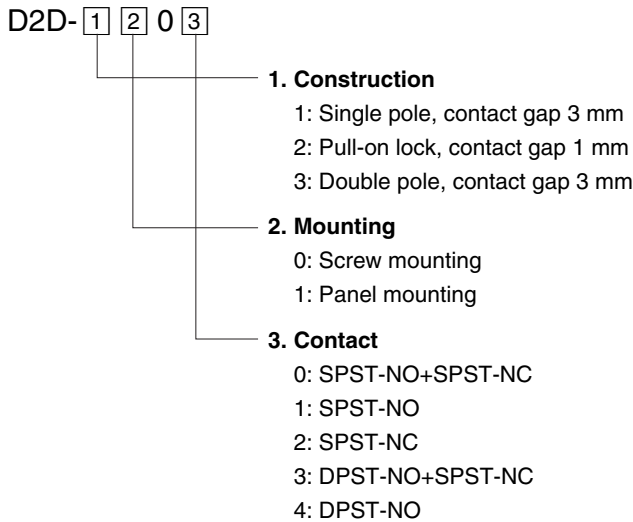 D2D- 1 2 0 3
1. Construction
1: Single pole, contact gap 3 mm
2: Pull-on lock, contact gap 1 mm
3: Double pole, contact gap 3 mm
2. Mounting
0: Screw mounting
1: Panel mounting
3. Contact
0: SPST-NO+SPST-NC
1: SPST-NO
2: SPST-NC
3: DPST-NO+SPST-NC
4: DPST-NO